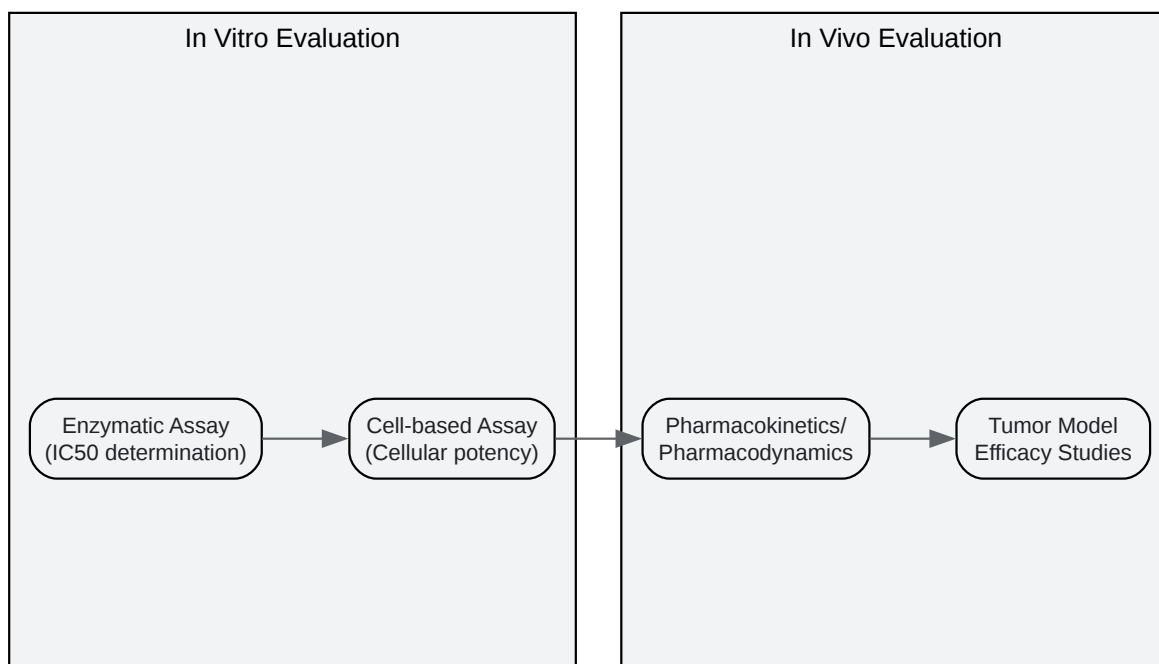 In Vitro Evaluation
In Vivo Evaluation
Enzymatic Assay
(IC50 determination)
Cell-based Assay
(Cellular potency)
Pharmacokinetics/
Pharmacodynamics
Tumor Model
Efficacy Studies